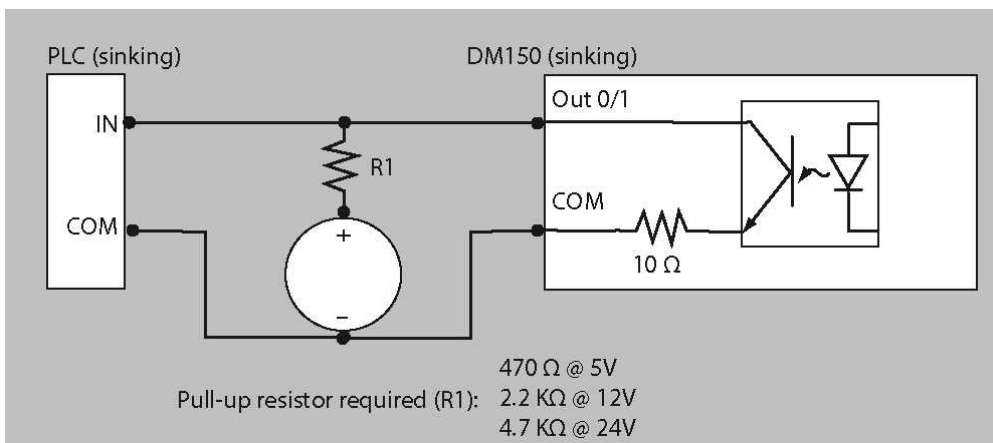 PLC (sinking)
DM150 (sinking)
Out 0/1
IN
R1
COM
COM
+
10 Ω
–
470 Ω @ 5V
Pull-up resistor required (R1): 2.2 KΩ @ 12V
4.7 KΩ @ 24V